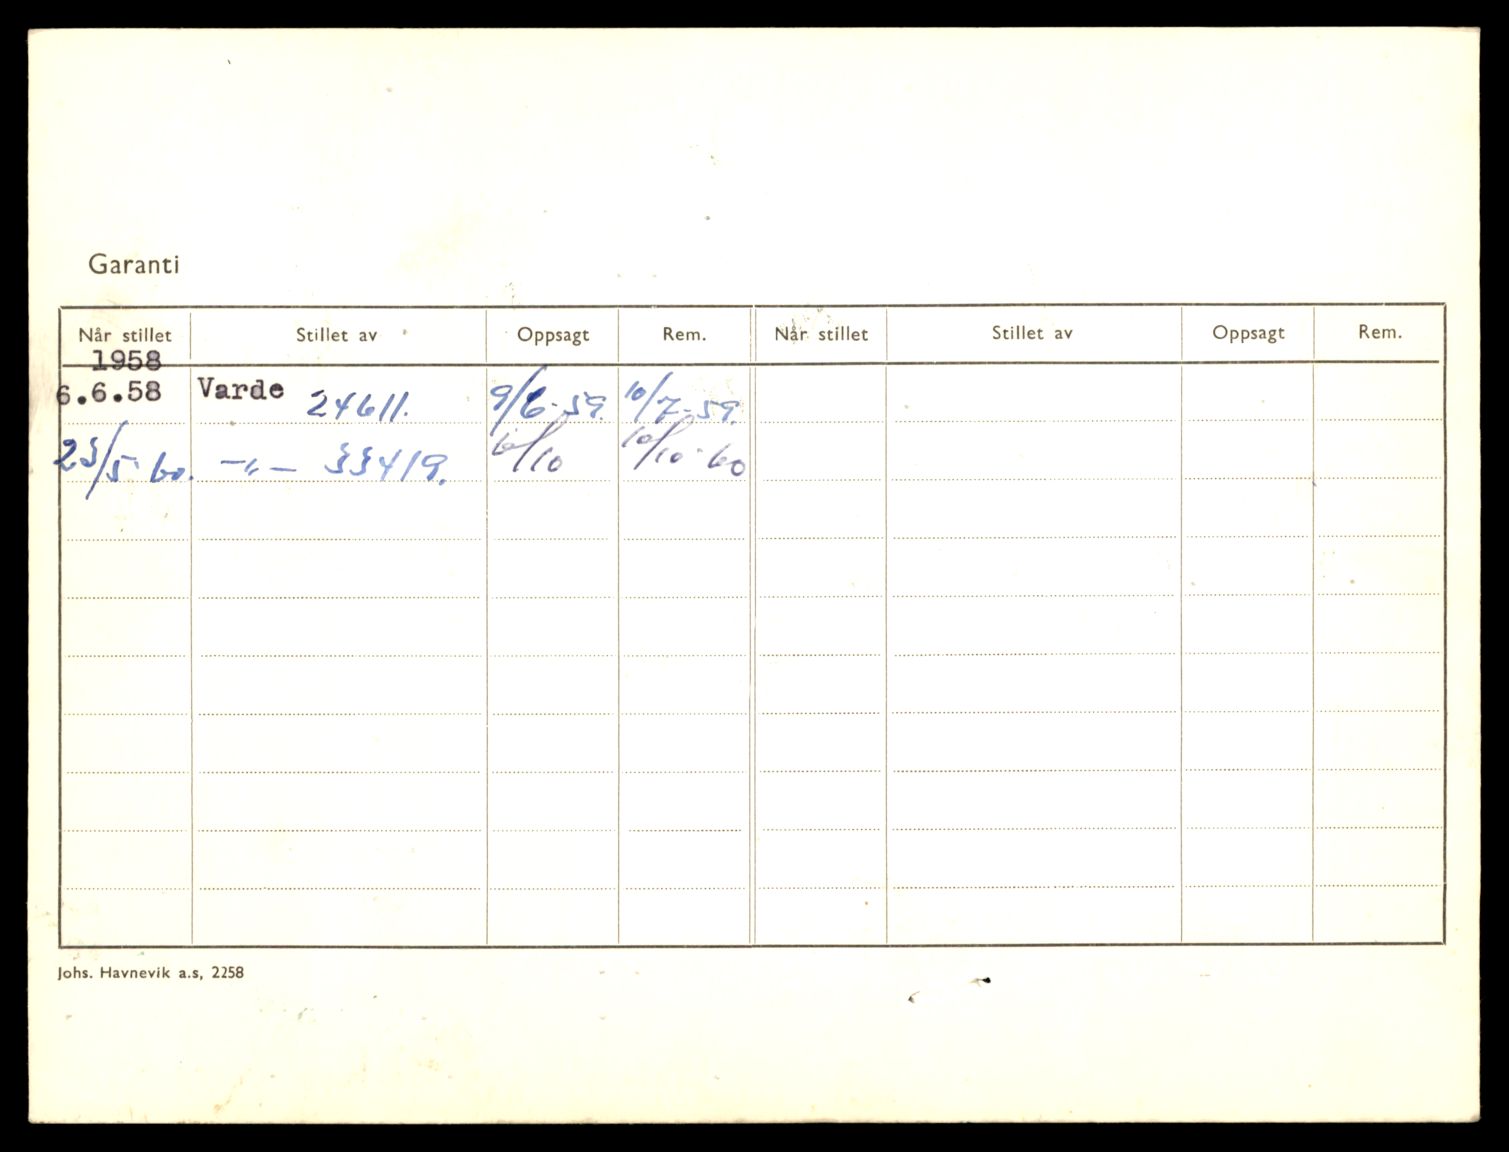 Garanti
Når stillet Stillet av Oppsagt Rem. Når stillet Stillet av Oppsagt Rem.
1958
6.6.58 Varde 24611. 9/6-59. 10/7-59.
23/5-60. -"- 33419. /10 10/10-60
Johs. Havnevik a.s, 2258